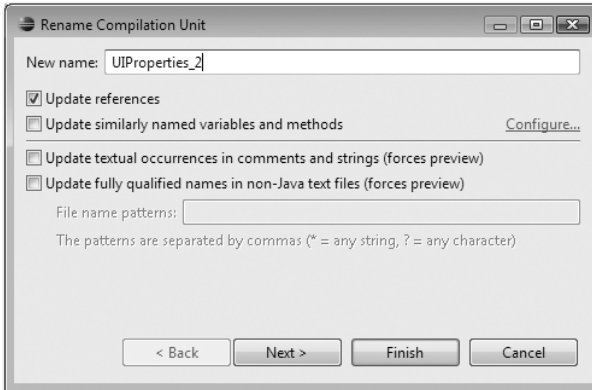 Rename Compilation Unit
New name: UIProperties_2
Update references
Update similarly named variables and methods Configure...
Update textual occurrences in comments and strings (forces preview)
Update fully qualified names in non-Java text files (forces preview)
File name patterns:
The patterns are separated by commas (* = any string, ? = any character)
< Back Next > Finish Cancel